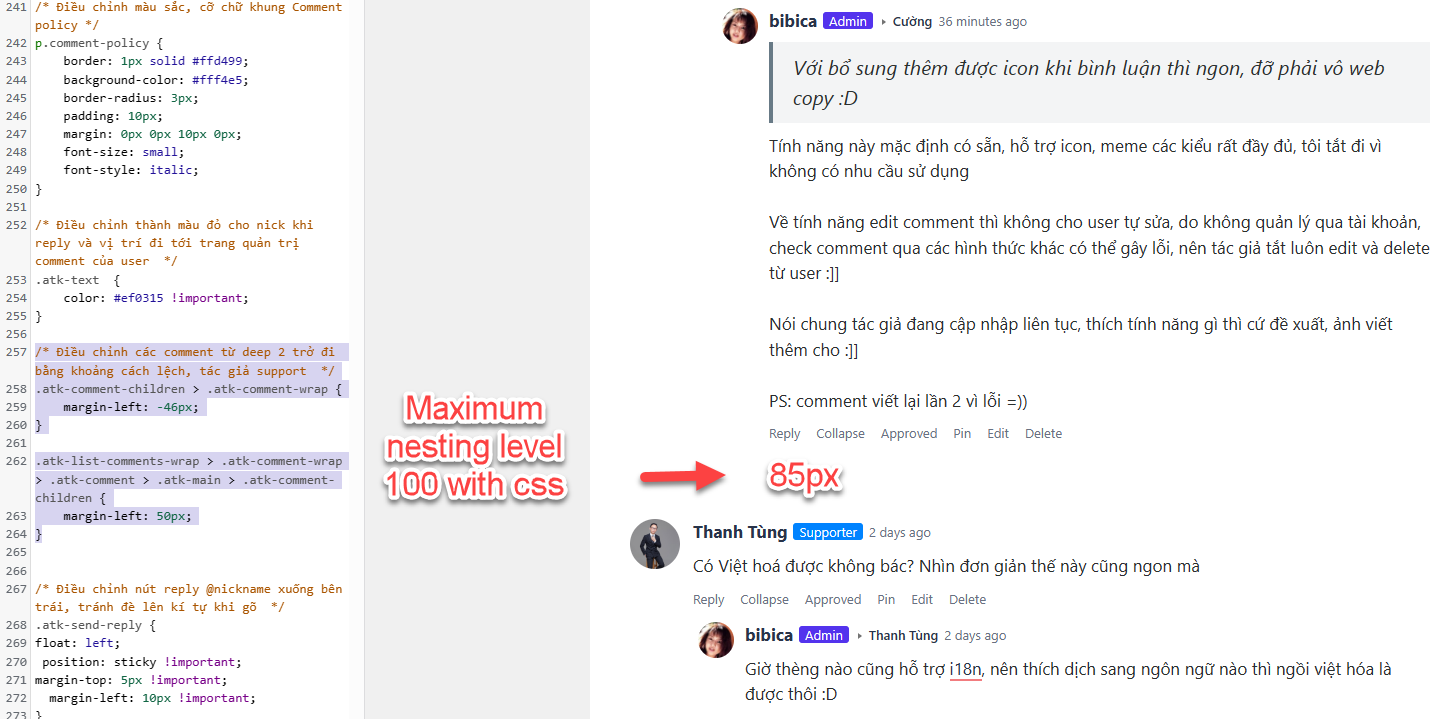 241 /* Điều chỉnh màu sắc, cỡ chữ khung Comment
policy */
242 p.comment-policy {
243 border: 1px solid #ffd499;
244 background-color: #fff4e5;
245 border-radius: 3px;
246 padding: 10px;
247 margin: 0px 0px 10px 0px;
248 font-size: small;
249 font-style: italic;
250 }
251
252 /* Điều chỉnh thành màu đỏ cho nick khi
reply và vị trí đi tới trang quản trị
comment của user */
253 .atk-text {
254 color: #ef0315 !important;
255 }
256
257 /* Điều chỉnh các comment từ deep 2 trở đi
bằng khoảng cách lệch, tác giả support */
258 .atk-comment-children > .atk-comment-wrap {
259 margin-left: -46px;
260 }
261
262 .atk-list-comments-wrap > .atk-comment-wrap
> .atk-comment > .atk-main > .atk-comment-
children {
263 margin-left: 50px;
264 }
265
266
267 /* Điều chỉnh nút reply @nickname xuống bên
trái, tránh đè lên kí tự khi gõ */
268 .atk-send-reply {
269 float: left;
270 position: sticky !important;
271 margin-top: 5px !important;
272 margin-left: 10px !important;
273 }
Maximum
nesting level
100 with css
bibica Admin Cường 36 minutes ago
Với bổ sung thêm được icon khi bình luận thì ngon, đỡ phải vô web
copy :D
Tính năng này mặc định có sẵn, hỗ trợ icon, meme các kiểu rất đầy đủ, tôi tắt đi vì
không có nhu cầu sử dụng
Về tính năng edit comment thì không cho user tự sửa, do không quản lý qua tài khoản,
check comment qua các hình thức khác có thể gây lỗi, nên tác giả tắt luôn edit và delete
từ user :]]
Nói chung tác giả đang cập nhập liên tục, thích tính năng gì thì cứ đề xuất, ảnh viết
thêm cho :]]
PS: comment viết lại lần 2 vì lỗi =))
Reply Collapse Approved Pin Edit Delete
85px
Thanh Tùng Supporter 2 days ago
Có Việt hoá được không bác? Nhìn đơn giản thế này cũng ngon mà
Reply Collapse Approved Pin Edit Delete
bibica Admin Thanh Tùng 2 days ago
Giờ thèng nào cũng hỗ trợ i18n, nên thích dịch sang ngôn ngữ nào thì ngồi việt hóa là
được thôi :D